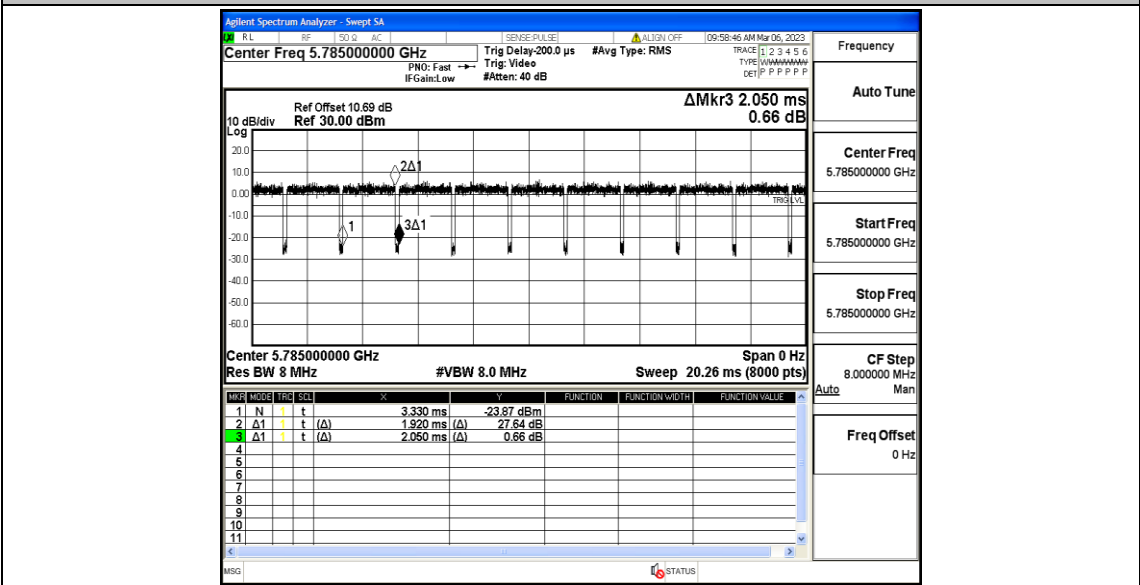 Agilent Spectrum Analyzer - Swept SA
RL RF 50 Ω AC SENSE:PULSE ALIGN OFF 09:58:46 AM Mar 06, 2023
Center Freq 5.785000000 GHz
PNO: Fast
IFGain:Low
Trig Delay-200.0 µs
Trig: Video
#Atten: 40 dB
#Avg Type: RMS
TRACE 1 2 3 4 5 6
TYPE
DET P P P P P P
Frequency
Auto Tune
ΔMkr3 2.050 ms
0.66 dB
Ref Offset 10.69 dB
10 dB/div Ref 30.00 dBm
Log
20.0
10.0
0.00
-10.0
-20.0
-30.0
-40.0
-50.0
-60.0
2Δ1
1
3Δ1
TRIG LVL
Center Freq
5.785000000 GHz
Start Freq
5.785000000 GHz
Stop Freq
5.785000000 GHz
CF Step
8.000000 MHz
Auto Man
Freq Offset
0 Hz
Center 5.785000000 GHz Span 0 Hz
Res BW 8 MHz #VBW 8.0 MHz Sweep 20.26 ms (8000 pts)
MKR MODE TRC SCL X Y FUNCTION FUNCTION WIDTH FUNCTION VALUE
1 N 1 t 3.330 ms -23.87 dBm
2 Δ1 1 t (Δ) 1.920 ms (Δ) 27.64 dB
3 Δ1 1 t (Δ) 2.050 ms (Δ) 0.66 dB
4
5
6
7
8
9
10
11
MSG STATUS